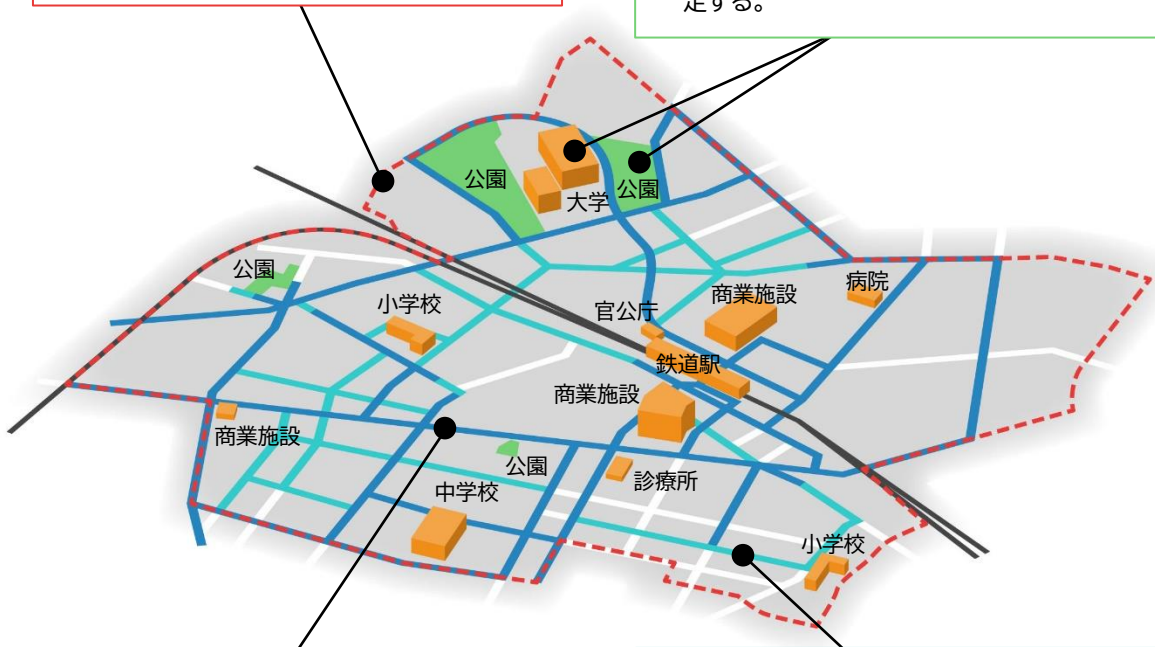 定する。
公園
大学
公園
公園
小学校
官公庁
商業施設
病院
鉄道駅
商業施設
商業施設
公園
中学校
診療所
小学校